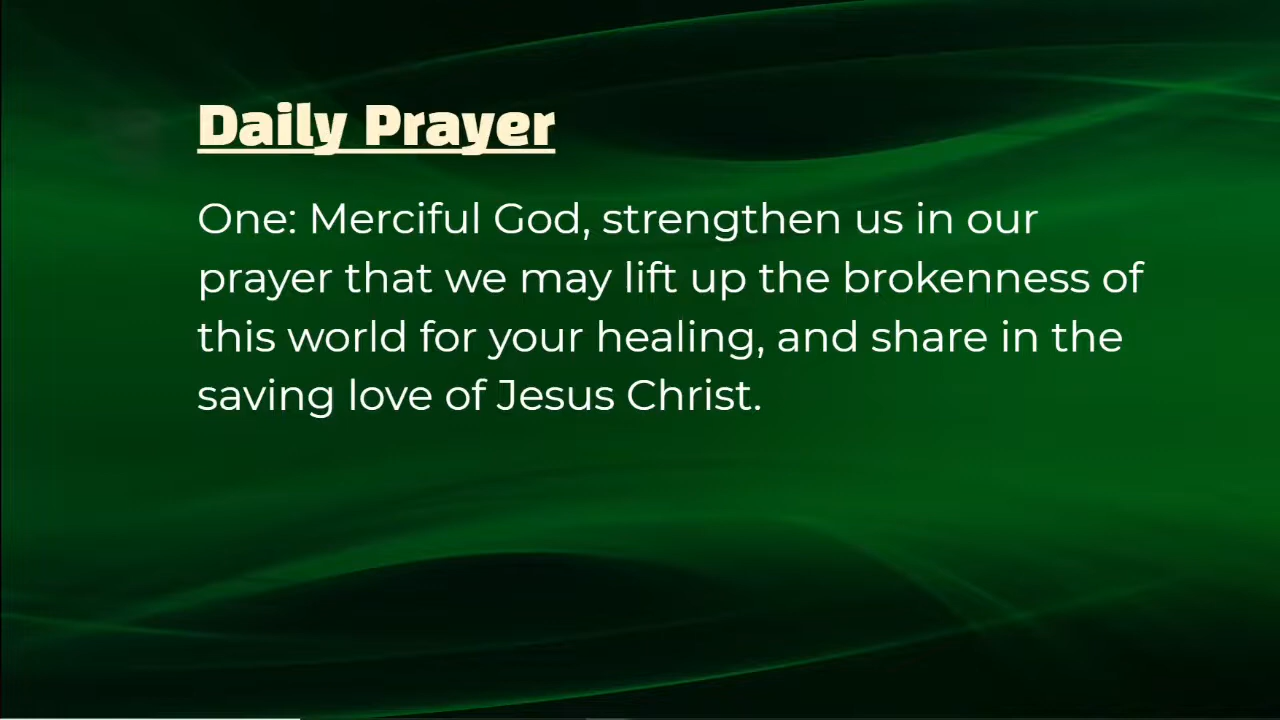 Daily Prayer
One: Merciful God, strengthen us in our
prayer that we may lift up the brokenness of
this world for your healing, and share in the
saving love of Jesus Christ.